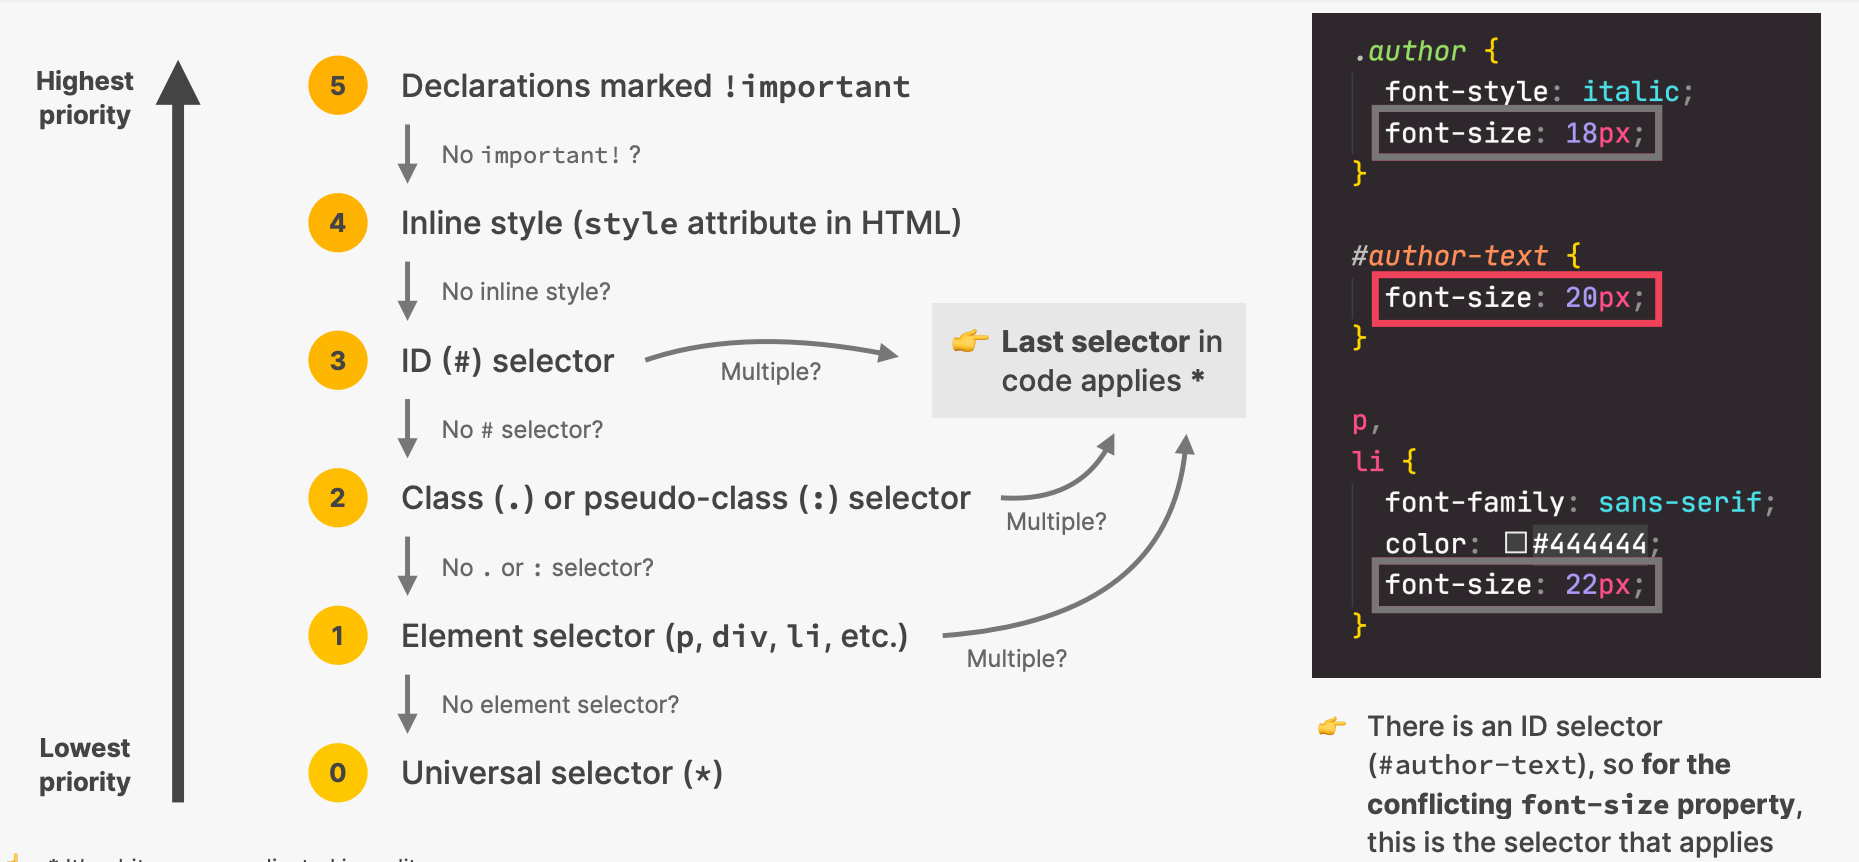 Highest
priority
5 Declarations marked !important
No important! ?
4 Inline style (style attribute in HTML)
No inline style?
3 ID (#) selector
Multiple?
👉 Last selector in
code applies *
No # selector?
2 Class (.) or pseudo-class (:) selector
Multiple?
No . or : selector?
1 Element selector (p, div, li, etc.)
Multiple?
No element selector?
Lowest
priority
0 Universal selector (*)
.author {
font-style: italic;
font-size: 18px;
}
#author-text {
font-size: 20px;
}
p,
li {
font-family: sans-serif;
color: #444444;
font-size: 22px;
}
👉 There is an ID selector
(#author-text), so for the
conflicting font-size property,
this is the selector that applies